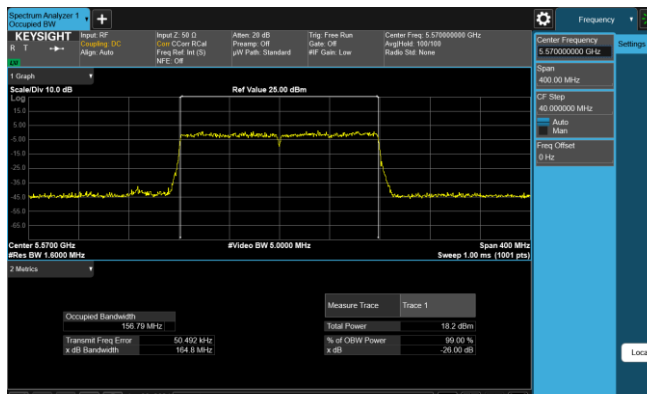 Spectrum Analyzer 1
Occupied BW
+
Frequency
KEYSIGHT
R T
Input: RF
Coupling: DC
Align: Auto
Input Z: 50 Ω
Corr CCorr RCal
Freq Ref: Int (S)
NFE: Off
Atten: 20 dB
Preamp: Off
µW Path: Standard
Trig: Free Run
Gate: Off
#IF Gain: Low
Center Freq: 5.570000000 GHz
Avg|Hold: 100/100
Radio Std: None
Center Frequency
5.570000000 GHz
Settings
Span
400.00 MHz
CF Step
40.000000 MHz
Auto
Man
Freq Offset
0 Hz
1 Graph
Scale/Div 10.0 dB
Ref Value 25.00 dBm
Log
15.0
5.00
-5.00
-15.0
-25.0
-35.0
-45.0
-55.0
-65.0
Center 5.5700 GHz
#Video BW 5.0000 MHz
Span 400 MHz
#Res BW 1.6000 MHz
Sweep 1.00 ms (1001 pts)
2 Metrics
Measure Trace
Trace 1
Occupied Bandwidth
156.79 MHz
Total Power
18.2 dBm
Transmit Freq Error
50.492 kHz
% of OBW Power
99.00 %
x dB Bandwidth
164.8 MHz
x dB
-26.00 dB
Loca